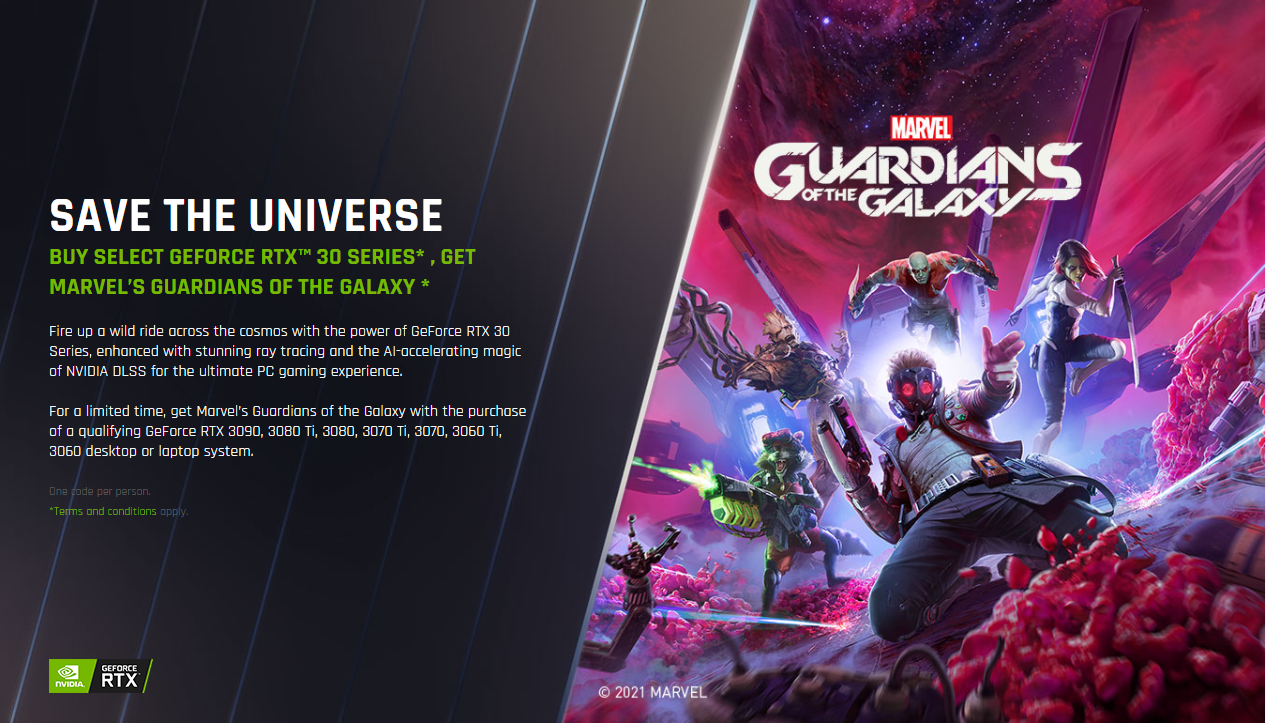 SAVE THE UNIVERSE
BUY SELECT GEFORCE RTX™ 30 SERIES* , GET
MARVEL'S GUARDIANS OF THE GALAXY *
Fire up a wild ride across the cosmos with the power of GeForce RTX 30
Series, enhanced with stunning ray tracing and the AI-accelerating magic
of NVIDIA DLSS for the ultimate PC gaming experience.
For a limited time, get Marvel's Guardians of the Galaxy with the purchase
of a qualifying GeForce RTX 3090, 3080 Ti, 3080, 3070 Ti, 3070, 3060 Ti,
3060 desktop or laptop system.
One code per person.
*Terms and conditions apply.
NVIDIA.
GEFORCE
RTX
MARVEL
GUARDIANS
OF THE GALAXY
© 2021 MARVEL